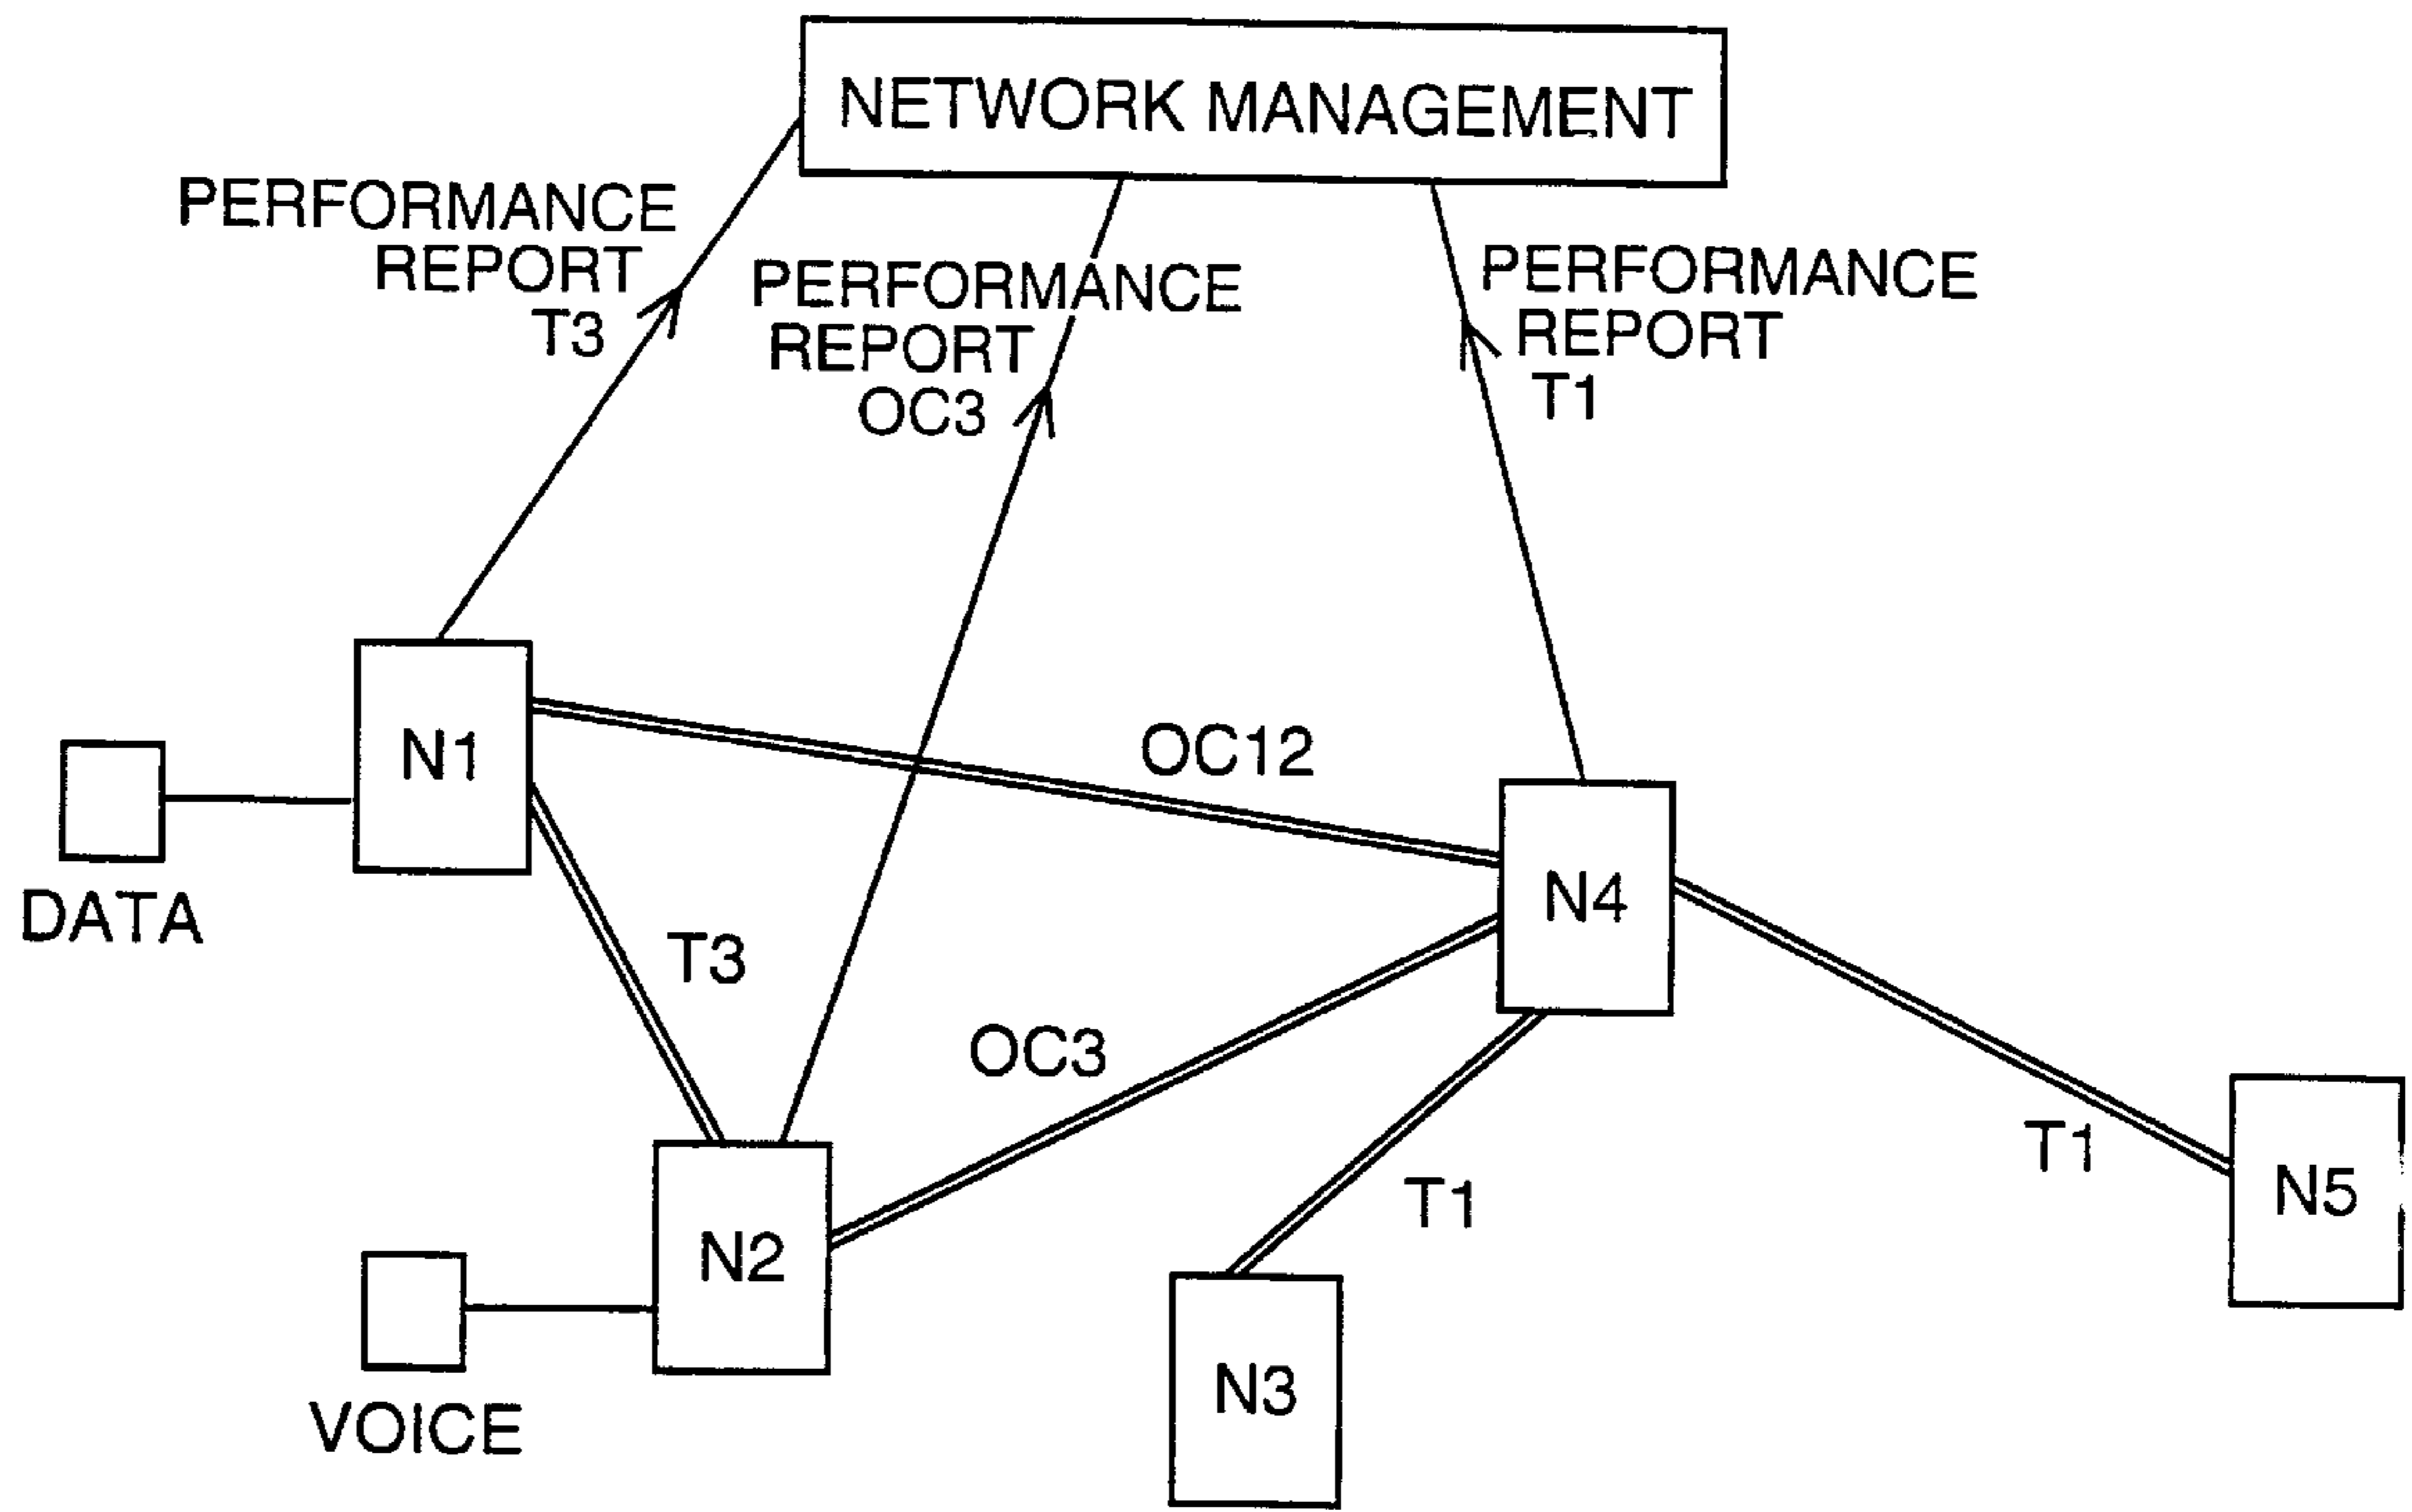 NETWORK MANAGEMENT
PERFORMANCE
REPORT
T3
PERFORMANCE
REPORT
OC3
PERFORMANCE
REPORT
T1
N1
OC12
DATA
N4
T3
OC3
T1
N5
N2
T1
N3
VOICE